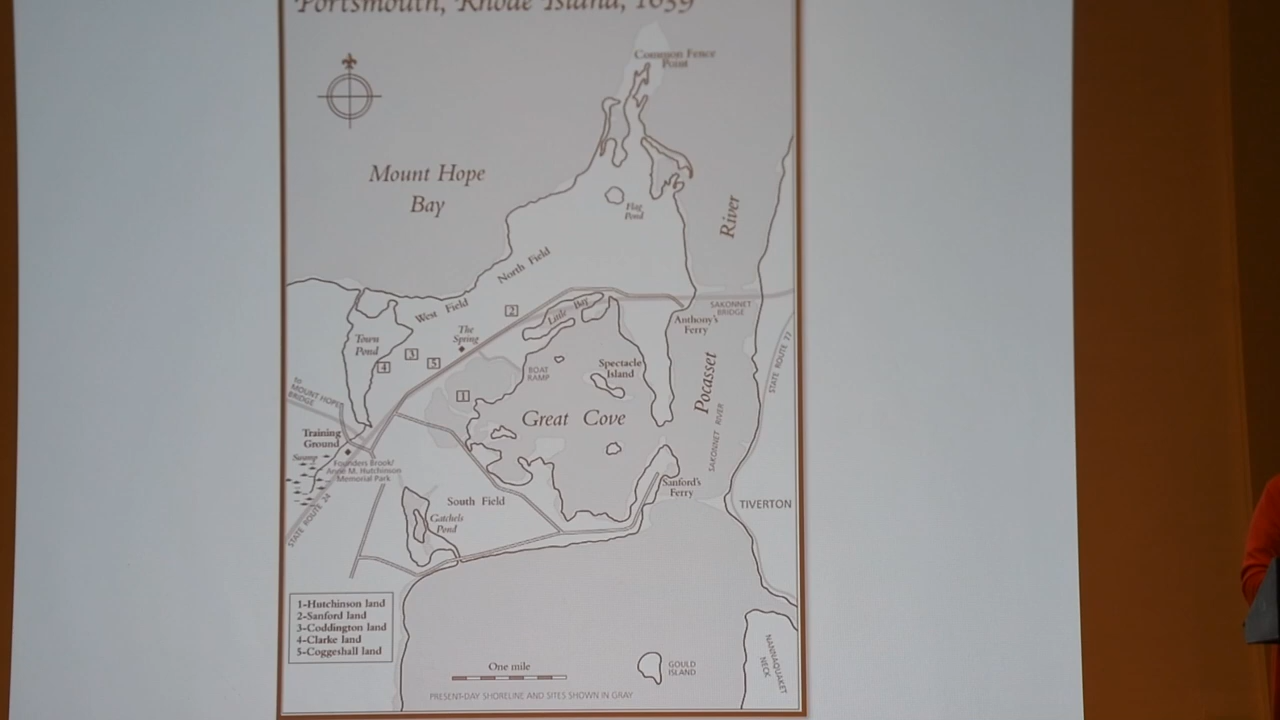 Portsmouth, Rhode Island, 1639
Common Fence
Point
Mount Hope
Bay
River
Flag
Pond
North Field
West Field
Little Bay
SAKONNET
BRIDGE
Anthony's
Ferry
2
The
Spring
Town
Pond
3
5
4
1
BOAT
RAMP
Spectacle
Island
Pocasset
STATE ROUTE 77
to
MOUNT HOPE
BRIDGE
Great Cove
SAKONNET RIVER
Training
Ground
Swamp
Founders Brook/
Anne M. Hutchinson
Memorial Park
STATE ROUTE 24
South Field
Gatchels
Pond
Sanford's
Ferry
TIVERTON
1-Hutchinson land
2-Sanford land
3-Coddington land
4-Clarke land
5-Coggeshall land
One mile
GOULD
ISLAND
NANNAQUAKET
NECK
PRESENT-DAY SHORELINE AND SITES SHOWN IN GRAY